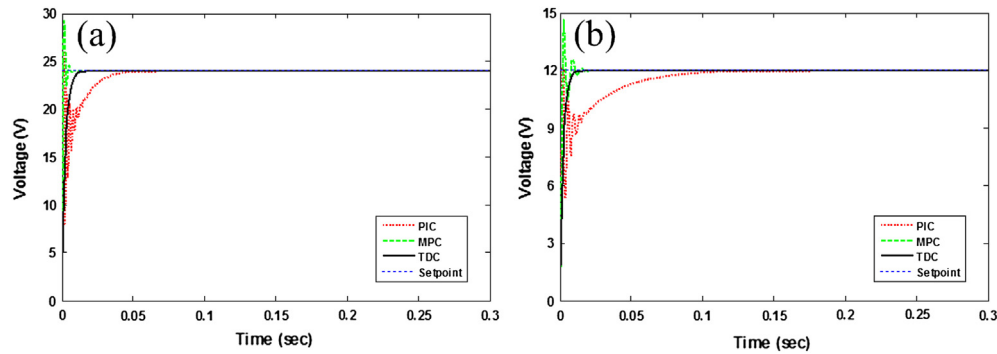 (a)
30
25
20
15
10
5
0
Voltage (V)
0
0.05
0.1
0.15
0.2
0.25
0.3
Time (sec)
PIC
MPC
TDC
Setpoint
(b)
15
12
9
6
3
0
Voltage (V)
0
0.05
0.1
0.15
0.2
0.25
0.3
Time (sec)
PIC
MPC
TDC
Setpoint